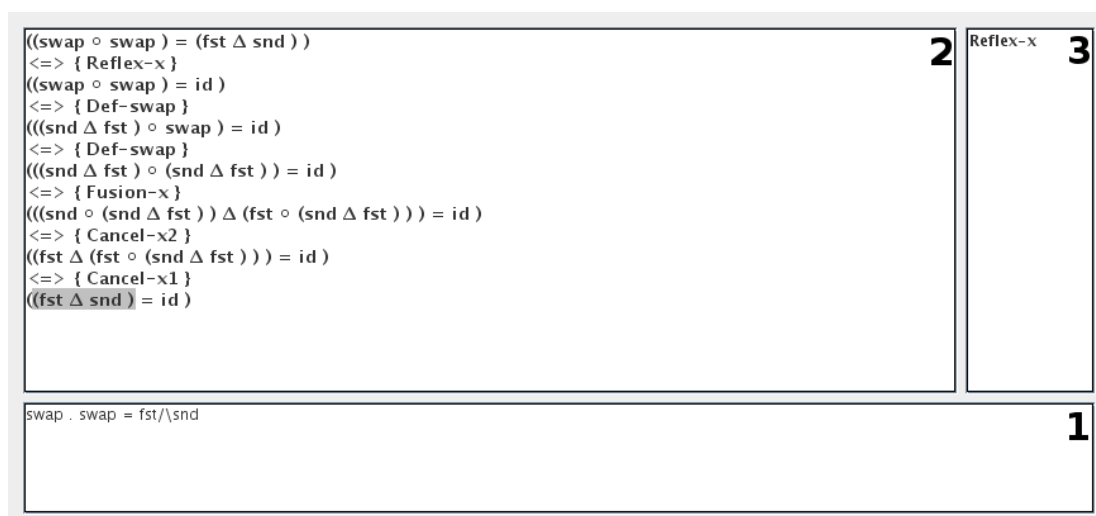 ((swap ∘ swap ) = (fst Δ snd ) )
<=> { Reflex-x }
((swap ∘ swap ) = id )
<=> { Def-swap }
(((snd Δ fst ) ∘ swap ) = id )
<=> { Def-swap }
(((snd Δ fst ) ∘ (snd Δ fst ) ) = id )
<=> { Fusion-x }
(((snd ∘ (snd Δ fst ) ) Δ (fst ∘ (snd Δ fst ) ) ) = id )
<=> { Cancel-x2 }
((fst Δ (fst ∘ (snd Δ fst ) ) ) = id )
<=> { Cancel-x1 }
((fst Δ snd ) = id )
2
Reflex-x
3
swap . swap = fst/\snd
1